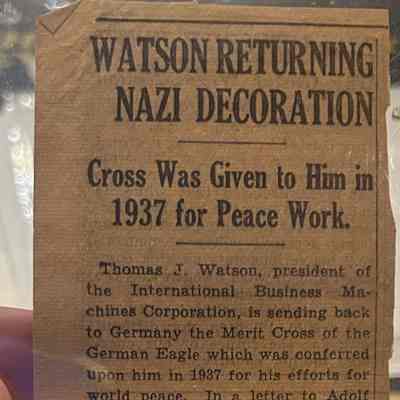 WATSON RETURNING
NAZI DECORATION
Cross Was Given to Him in
1937 for Peace Work.
Thomas J. Watson, president of
the International Business Ma-
chines Corporation, is sending back
to Germany the Merit Cross of the
German Eagle which was conferred
upon him in 1937 for his efforts for
world peace. In a letter to Adolf